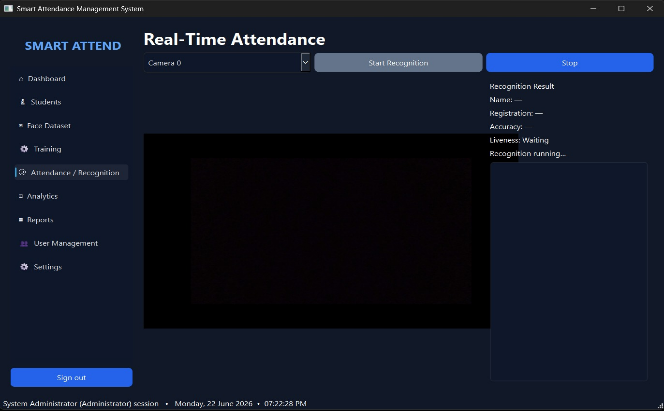 Smart Attendance Management System
SMART ATTEND
Dashboard
Students
Face Dataset
Training
Attendance / Recognition
Analytics
Reports
User Management
Settings
Sign out
Real-Time Attendance
Camera 0
Start Recognition
Stop
Recognition Result
Name: —
Registration: —
Accuracy: —
Liveness: Waiting
Recognition running...
System Administrator (Administrator) session • Monday, 22 June 2026 • 07:22:28 PM